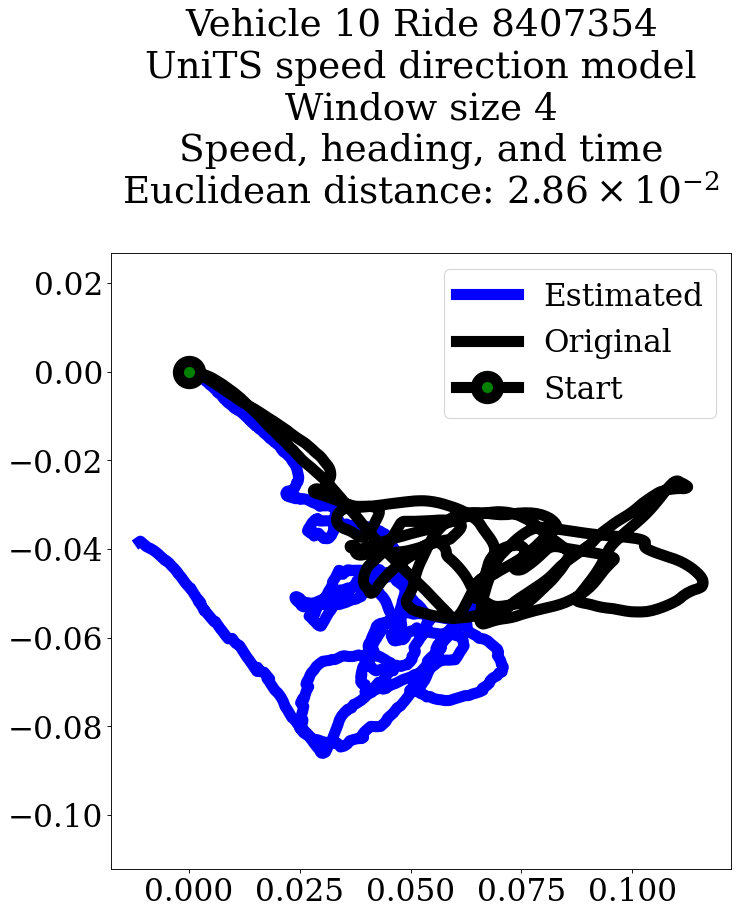 Vehicle 10 Ride 8407354
UniTS speed direction model
Window size 4
Speed, heading, and time
Euclidean distance: 2.86 × 10⁻²
Estimated
Original
Start
0.02
0.00
−0.02
−0.04
−0.06
−0.08
−0.10
0.000 0.025 0.050 0.075 0.100